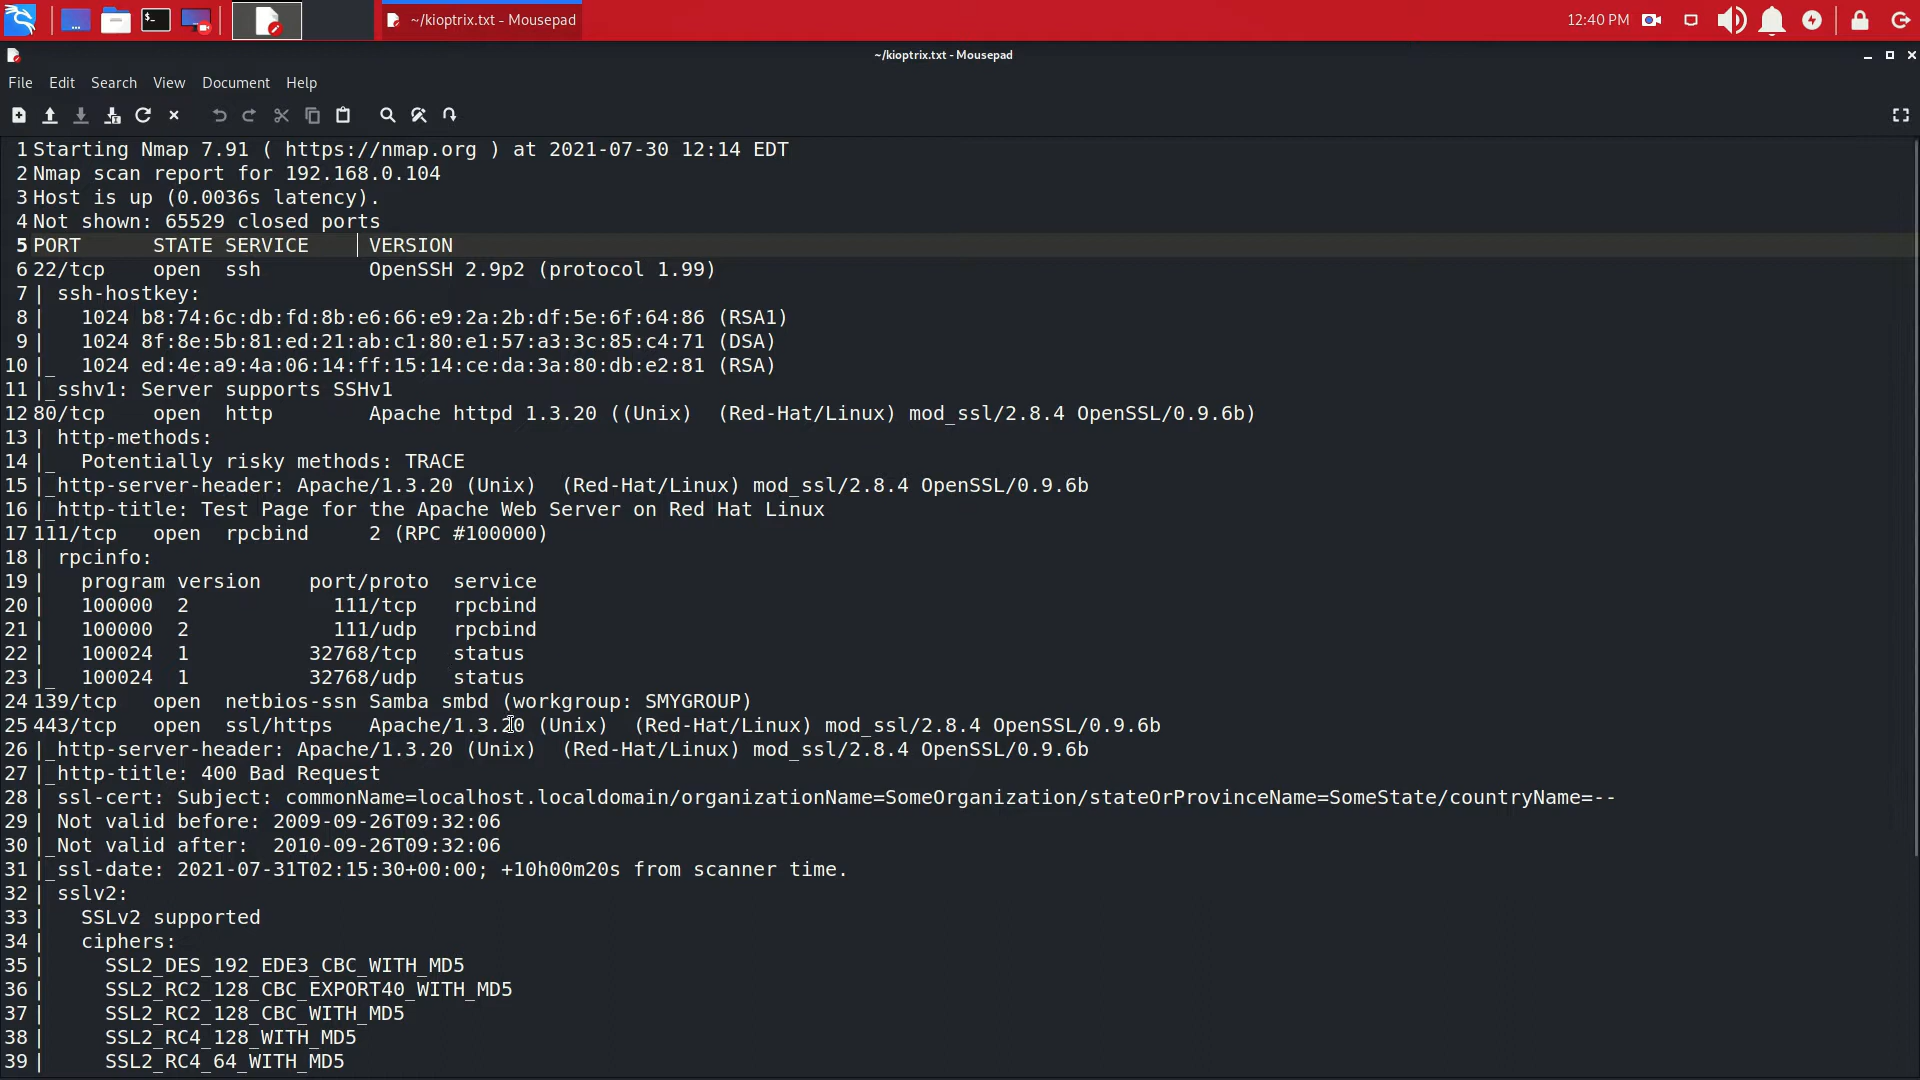 ~/kioptrix.txt - Mousepad
12:40 PM
~/kioptrix.txt - Mousepad
File Edit Search View Document Help
1 Starting Nmap 7.91 ( https://nmap.org ) at 2021-07-30 12:14 EDT
2 Nmap scan report for 192.168.0.104
3 Host is up (0.0036s latency).
4 Not shown: 65529 closed ports
5 PORT      STATE SERVICE     VERSION
6 22/tcp    open  ssh         OpenSSH 2.9p2 (protocol 1.99)
7 | ssh-hostkey:
8 |   1024 b8:74:6c:db:fd:8b:e6:66:e9:2a:2b:df:5e:6f:64:86 (RSA1)
9 |   1024 8f:8e:5b:81:ed:21:ab:c1:80:e1:57:a3:3c:85:c4:71 (DSA)
10 |_  1024 ed:4e:a9:4a:06:14:ff:15:14:ce:da:3a:80:db:e2:81 (RSA)
11 |_sshv1: Server supports SSHv1
12 80/tcp    open  http        Apache httpd 1.3.20 ((Unix)  (Red-Hat/Linux) mod_ssl/2.8.4 OpenSSL/0.9.6b)
13 | http-methods:
14 |_  Potentially risky methods: TRACE
15 |_http-server-header: Apache/1.3.20 (Unix)  (Red-Hat/Linux) mod_ssl/2.8.4 OpenSSL/0.9.6b
16 |_http-title: Test Page for the Apache Web Server on Red Hat Linux
17 111/tcp   open  rpcbind     2 (RPC #100000)
18 | rpcinfo:
19 |   program version    port/proto  service
20 |   100000  2            111/tcp   rpcbind
21 |   100000  2            111/udp   rpcbind
22 |   100024  1          32768/tcp   status
23 |_  100024  1          32768/udp   status
24 139/tcp   open  netbios-ssn Samba smbd (workgroup: SMYGROUP)
25 443/tcp   open  ssl/https   Apache/1.3.20 (Unix)  (Red-Hat/Linux) mod_ssl/2.8.4 OpenSSL/0.9.6b
26 |_http-server-header: Apache/1.3.20 (Unix)  (Red-Hat/Linux) mod_ssl/2.8.4 OpenSSL/0.9.6b
27 |_http-title: 400 Bad Request
28 | ssl-cert: Subject: commonName=localhost.localdomain/organizationName=SomeOrganization/stateOrProvinceName=SomeState/countryName=--
29 | Not valid before: 2009-09-26T09:32:06
30 |_Not valid after:  2010-09-26T09:32:06
31 |_ssl-date: 2021-07-31T02:15:30+00:00; +10h00m20s from scanner time.
32 | sslv2:
33 |   SSLv2 supported
34 |   ciphers:
35 |     SSL2_DES_192_EDE3_CBC_WITH_MD5
36 |     SSL2_RC2_128_CBC_EXPORT40_WITH_MD5
37 |     SSL2_RC2_128_CBC_WITH_MD5
38 |     SSL2_RC4_128_WITH_MD5
39 |     SSL2_RC4_64_WITH_MD5